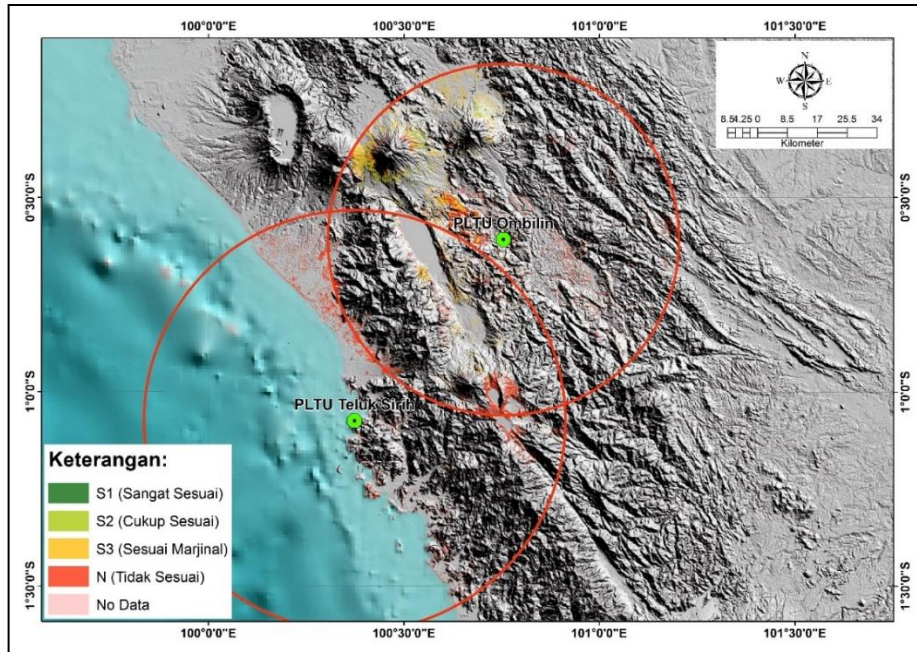 100°0'0"E 100°30'0"E 101°0'0"E 101°30'0"E
N
W E
S
8.5 4.25 0 8.5 17 25.5 34
Kilometer
0°30'0"S 0°30'0"S
PLTU Ombilin
1°0'0"S 1°0'0"S
PLTU Teluk Sirih
Keterangan:
S1 (Sangat Sesuai)
S2 (Cukup Sesuai)
S3 (Sesuai Marjinal)
N (Tidak Sesuai)
No Data
1°30'0"S 1°30'0"S
100°0'0"E 100°30'0"E 101°0'0"E 101°30'0"E